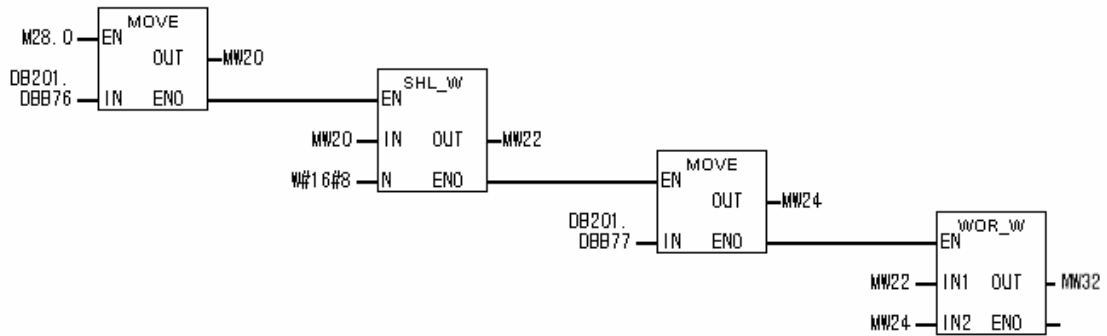 MOVE
M28.0 EN
OUT MW20
DB201.
DBB76 IN ENO
SHL_W
EN
MW20 IN OUT MW22
W#16#8 N ENO
MOVE
EN
OUT MW24
DB201.
DBB77 IN ENO
WOR_W
EN
MW22 IN1 OUT MW32
MW24 IN2 ENO